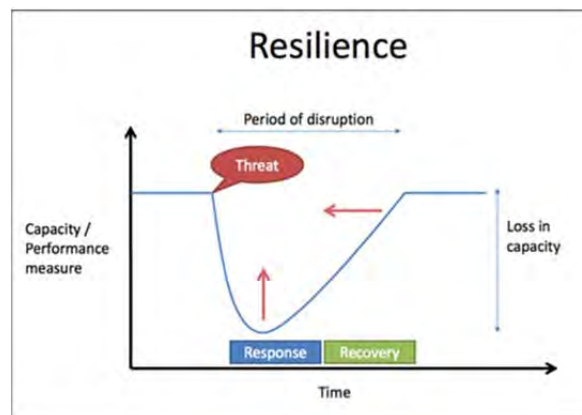 Resilience
Period of disruption
Threat
Capacity /
Performance
measure
Loss in
capacity
Response
Recovery
Time